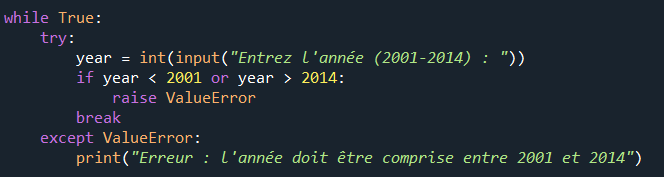 while True:
    try:
        year = int(input("Entrez l'année (2001-2014) : "))
        if year < 2001 or year > 2014:
            raise ValueError
        break
    except ValueError:
        print("Erreur : l'année doit être comprise entre 2001 et 2014")